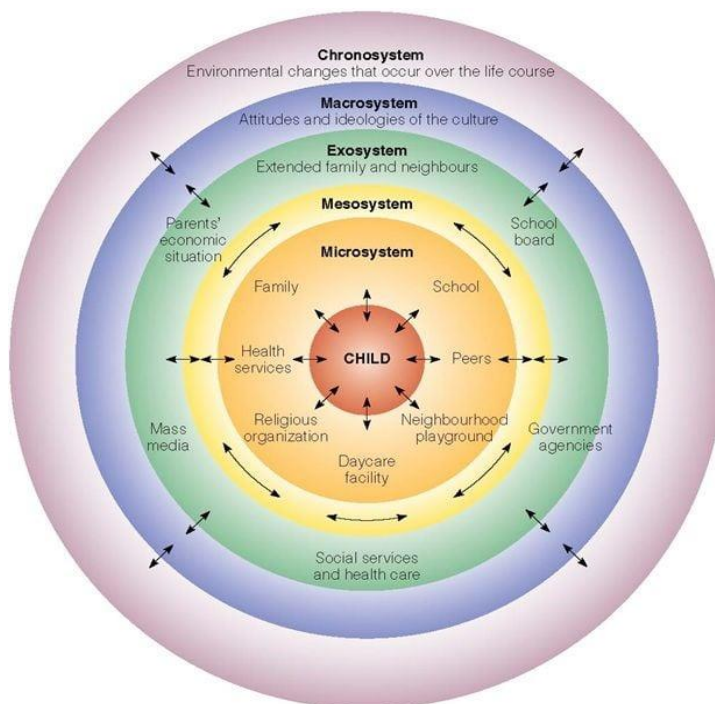 Chronosystem
Environmental changes that occur over the life course
Macrosystem
Attitudes and ideologies of the culture
Exosystem
Extended family and neighbours
Mesosystem
Parents'
economic
situation
School
board
Microsystem
Family
School
Health
services
CHILD
Peers
Religious
organization
Neighbourhood
playground
Mass
media
Government
agencies
Daycare
facility
Social services
and health care